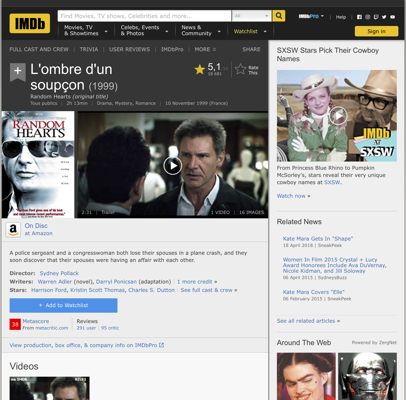 IMDb
Find Movies, TV shows, Celebrities and more...
All
IMDbPro
Help
Movies, TV & Showtimes
Celebs, Events & Photos
News & Community
Watchlist
Sign in
FULL CAST AND CREW | TRIVIA | USER REVIEWS | IMDbPro | MORE
SHARE
L'ombre d'un
soupçon (1999)
Random Hearts (original title)
Tous publics | 2h 13min | Drama, Mystery, Romance | 10 November 1999 (France)
5,1
Rate
This
RANDOM
HEARTS
2:31 | Trailer
1 VIDEO | 16 IMAGES
On Disc
at Amazon
A police sergeant and a congresswoman both lose their spouses in a plane crash, and they
soon discover that their spouses were having an affair with each other.
Director: Sydney Pollack
Writers: Warren Adler (novel), Darryl Ponicsan (adaptation) | 1 more credit »
Stars: Harrison Ford, Kristin Scott Thomas, Charles S. Dutton | See full cast & crew »
+ Add to Watchlist
38
Metascore
From metacritic.com
Reviews
291 user | 95 critic
View production, box office, & company info on IMDbPro
Videos
SXSW Stars Pick Their Cowboy
Names
IMDb
AT
SXSW
From Princess Blue Rhino to Pumpkin
McSorley's, stars reveal their very unique
cowboy names at SXSW.
Watch now »
Related News
Kate Mara Gets In "Shape"
18 April 2018 | SneakPeek
Women In Film 2015 Crystal + Lucy
Award Honorees Include Ava DuVernay,
Nicole Kidman, and Jill Soloway
06 April 2015 | SydneysBuzz
Kate Mara Covers "Elle"
06 February 2015 | SneakPeek
See all related articles »
Around The Web
Powered by ZergNet